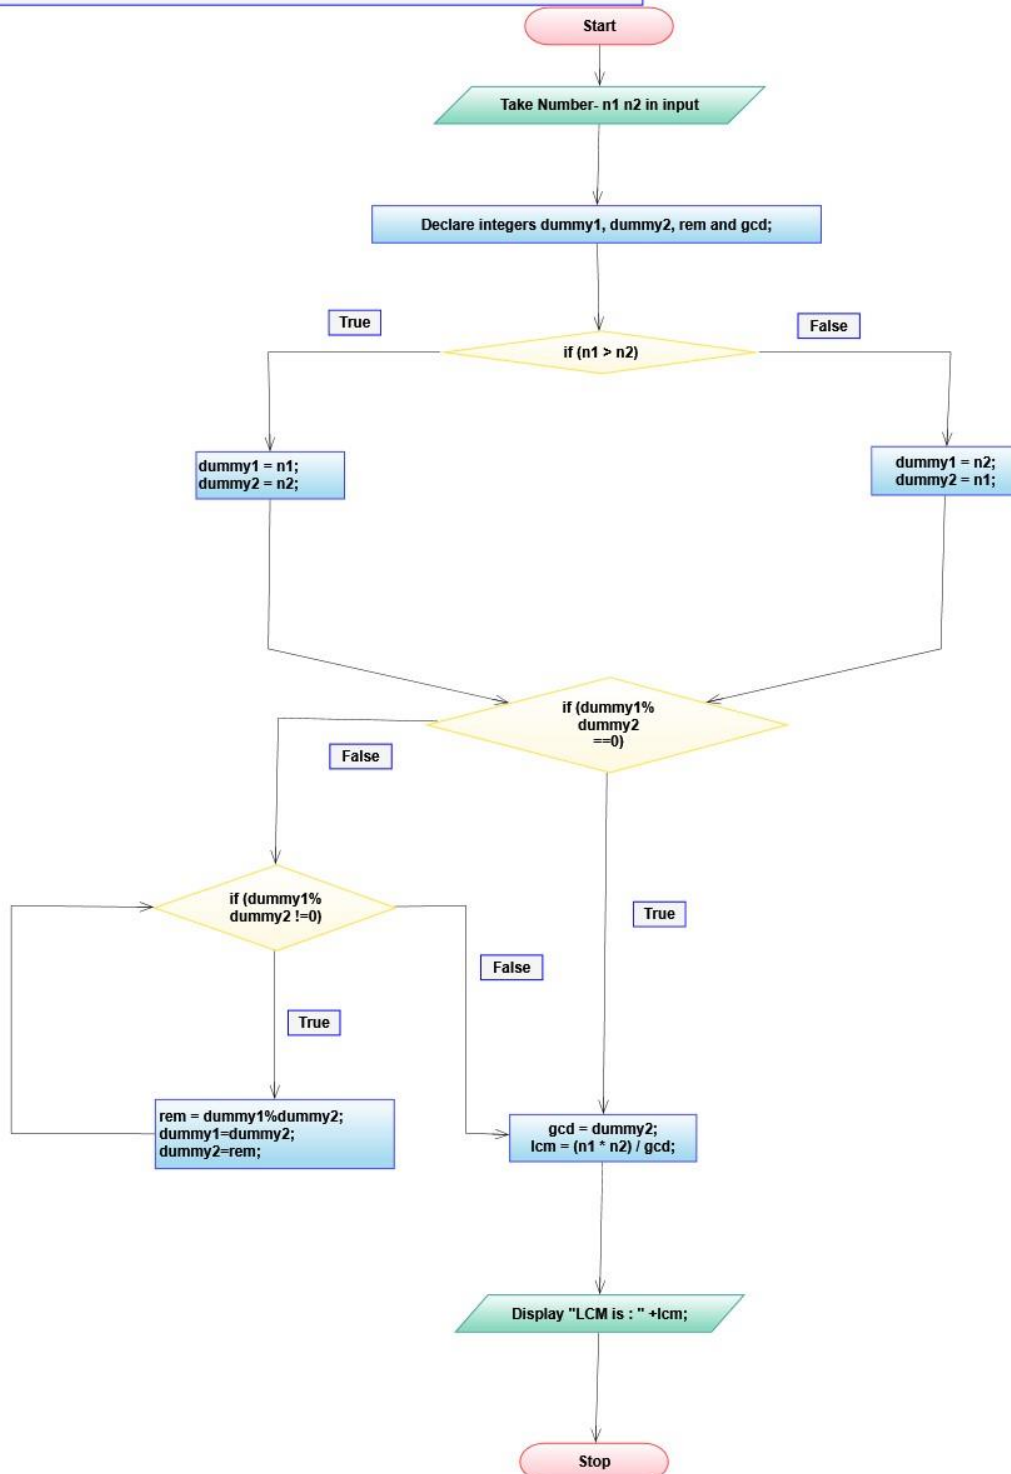 Start
Take Number- n1 n2 in input
Declare integers dummy1, dummy2, rem and gcd;
True
False
if (n1 > n2)
dummy1 = n1;
dummy2 = n2;
dummy1 = n2;
dummy2 = n1;
if (dummy1%
dummy2
==0)
False
if (dummy1%
dummy2 !=0)
True
False
True
rem = dummy1%dummy2;
dummy1=dummy2;
dummy2=rem;
gcd = dummy2;
lcm = (n1 * n2) / gcd;
Display "LCM is : " +lcm;
Stop